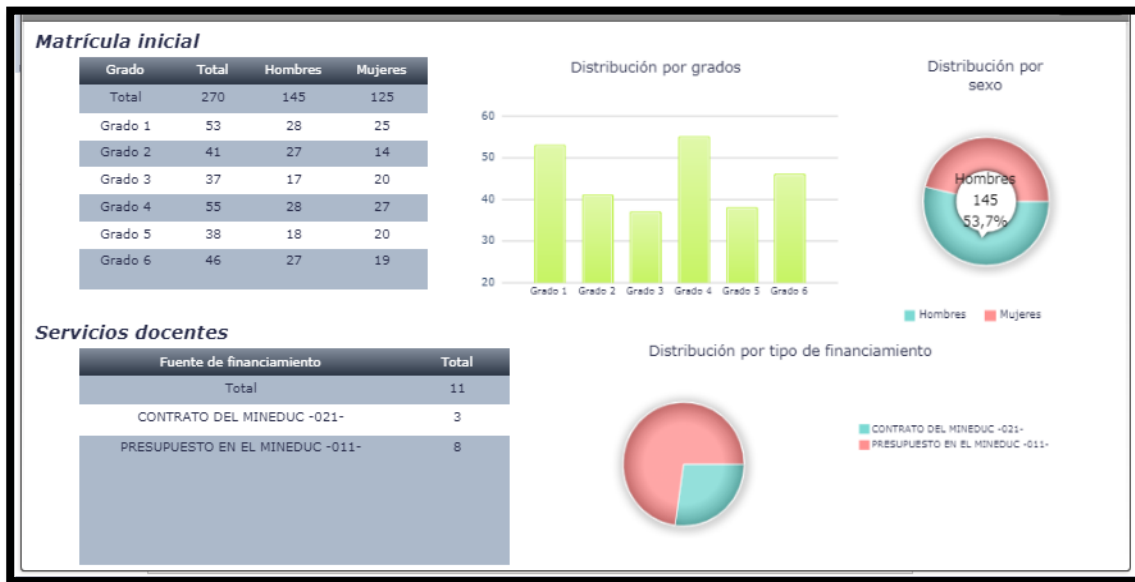 Matrícula inicial
Grado Total Hombres Mujeres
Total 270 145 125
Grado 1 53 28 25
Grado 2 41 27 14
Grado 3 37 17 20
Grado 4 55 28 27
Grado 5 38 18 20
Grado 6 46 27 19
Distribución por grados
60
50
40
30
20
Grado 1 Grado 2 Grado 3 Grado 4 Grado 5 Grado 6
Distribución por
sexo
Hombres
145
53,7%
Hombres Mujeres
Servicios docentes
Fuente de financiamiento Total
Total 11
CONTRATO DEL MINEDUC -021- 3
PRESUPUESTO EN EL MINEDUC -011- 8
Distribución por tipo de financiamiento
CONTRATO DEL MINEDUC -021-
PRESUPUESTO EN EL MINEDUC -011-